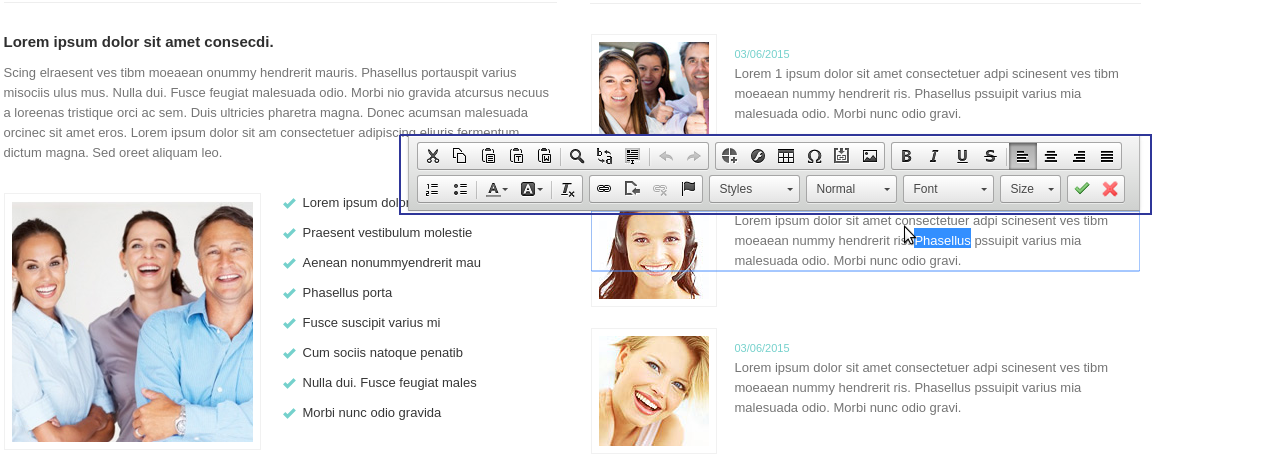 Lorem ipsum dolor sit amet consecdi.
Scing elraesent ves tibm moeaean onummy hendrerit mauris. Phasellus portauspit varius
misociis ulus mus. Nulla dui. Fusce feugiat malesuada odio. Morbi nio gravida atcursus necuus
a loreenas tristique orci ac sem. Duis ultricies pharetra magna. Donec acumsan malesuada
orcinec sit amet eros. Lorem ipsum dolor sit am consectetuer adipiscing eliuris fermentum
dictum magna. Sed oreet aliquam leo.
Lorem ipsum dolor
Praesent vestibulum molestie
Aenean nonummyendrerit mau
Phasellus porta
Fusce suscipit varius mi
Cum sociis natoque penatib
Nulla dui. Fusce feugiat males
Morbi nunc odio gravida
03/06/2015
Lorem 1 ipsum dolor sit amet consectetuer adpi scinesent ves tibm
moeaean nummy hendrerit ris. Phasellus pssuipit varius mia
malesuada odio. Morbi nunc odio gravi.
B I U S
A A Styles Normal Font Size
Lorem ipsum dolor sit amet consectetuer adpi scinesent ves tibm
moeaean nummy hendrerit ris. Phasellus pssuipit varius mia
malesuada odio. Morbi nunc odio gravi.
03/06/2015
Lorem ipsum dolor sit amet consectetuer adpi scinesent ves tibm
moeaean nummy hendrerit ris. Phasellus pssuipit varius mia
malesuada odio. Morbi nunc odio gravi.